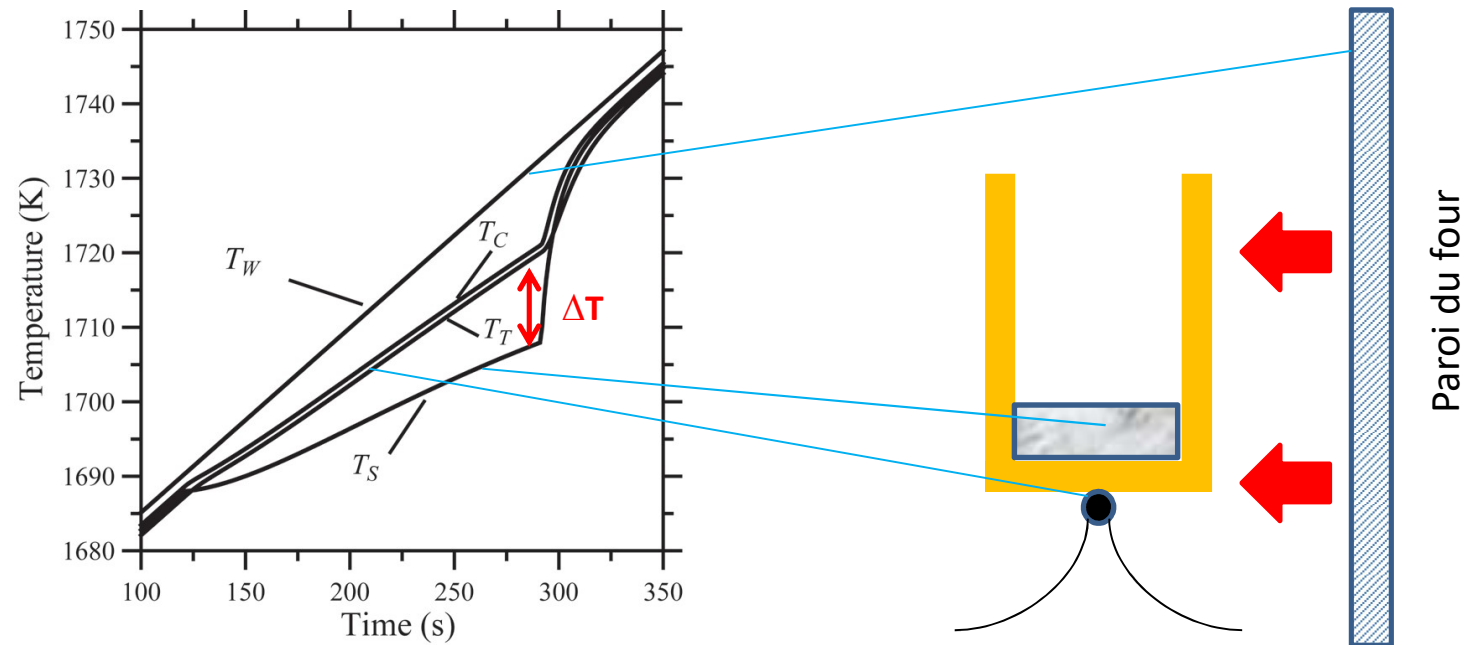 1750
1740
1730
1720
1710
1700
1690
1680
Temperature (K)
100
150
200
250
300
350
Time (s)
T_W
T_C
T_T
T_S
ΔT
Paroi du four